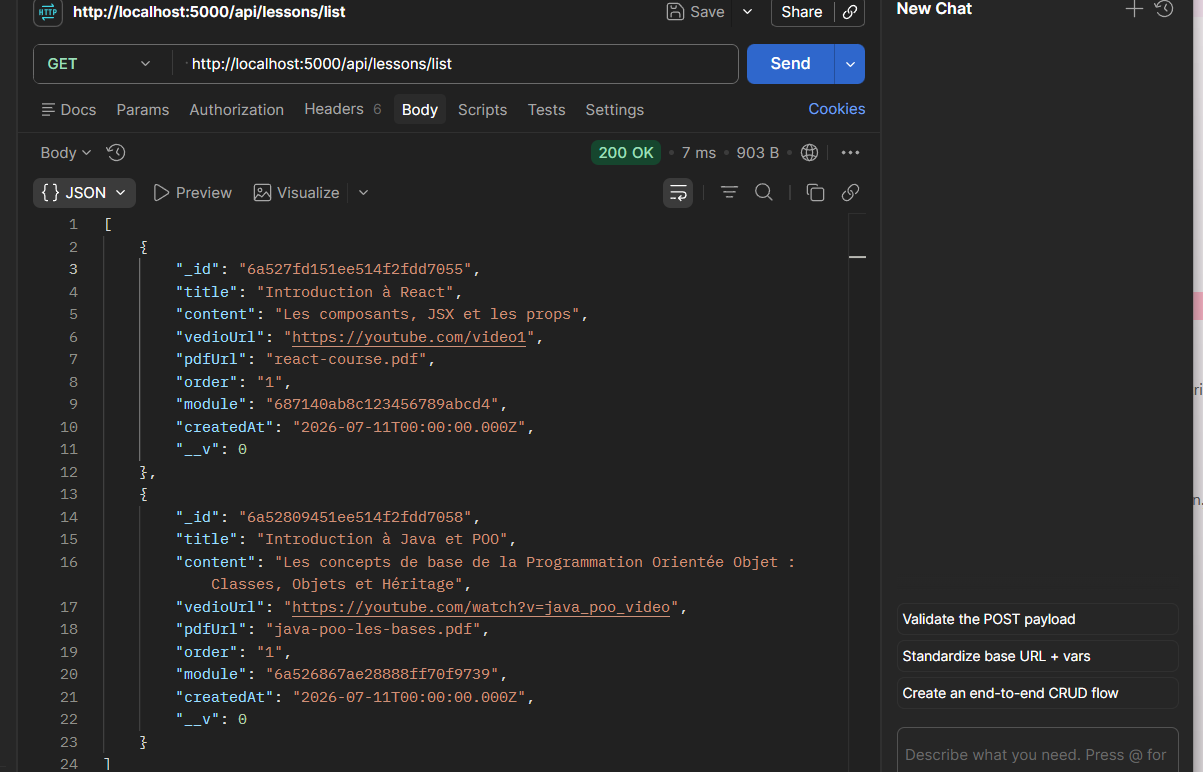 HTTP http://localhost:5000/api/lessons/list Save Share
GET http://localhost:5000/api/lessons/list Send
Docs Params Authorization Headers 6 Body Scripts Tests Settings Cookies
Body 200 OK • 7 ms • 903 B •
{} JSON Preview Visualize
1 [
2 {
3 "_id": "6a527fd151ee514f2fdd7055",
4 "title": "Introduction à React",
5 "content": "Les composants, JSX et les props",
6 "vedioUrl": "https://youtube.com/video1",
7 "pdfUrl": "react-course.pdf",
8 "order": "1",
9 "module": "687140ab8c123456789abcd4",
10 "createdAt": "2026-07-11T00:00:00.000Z",
11 "__v": 0
12 },
13 {
14 "_id": "6a52809451ee514f2fdd7058",
15 "title": "Introduction à Java et POO",
16 "content": "Les concepts de base de la Programmation Orientée Objet :
Classes, Objets et Héritage",
17 "vedioUrl": "https://youtube.com/watch?v=java_poo_video",
18 "pdfUrl": "java-poo-les-bases.pdf",
19 "order": "1",
20 "module": "6a526867ae28888ff70f9739",
21 "createdAt": "2026-07-11T00:00:00.000Z",
22 "__v": 0
23 }
24 ]
New Chat
Validate the POST payload
Standardize base URL + vars
Create an end-to-end CRUD flow
Describe what you need. Press @ for